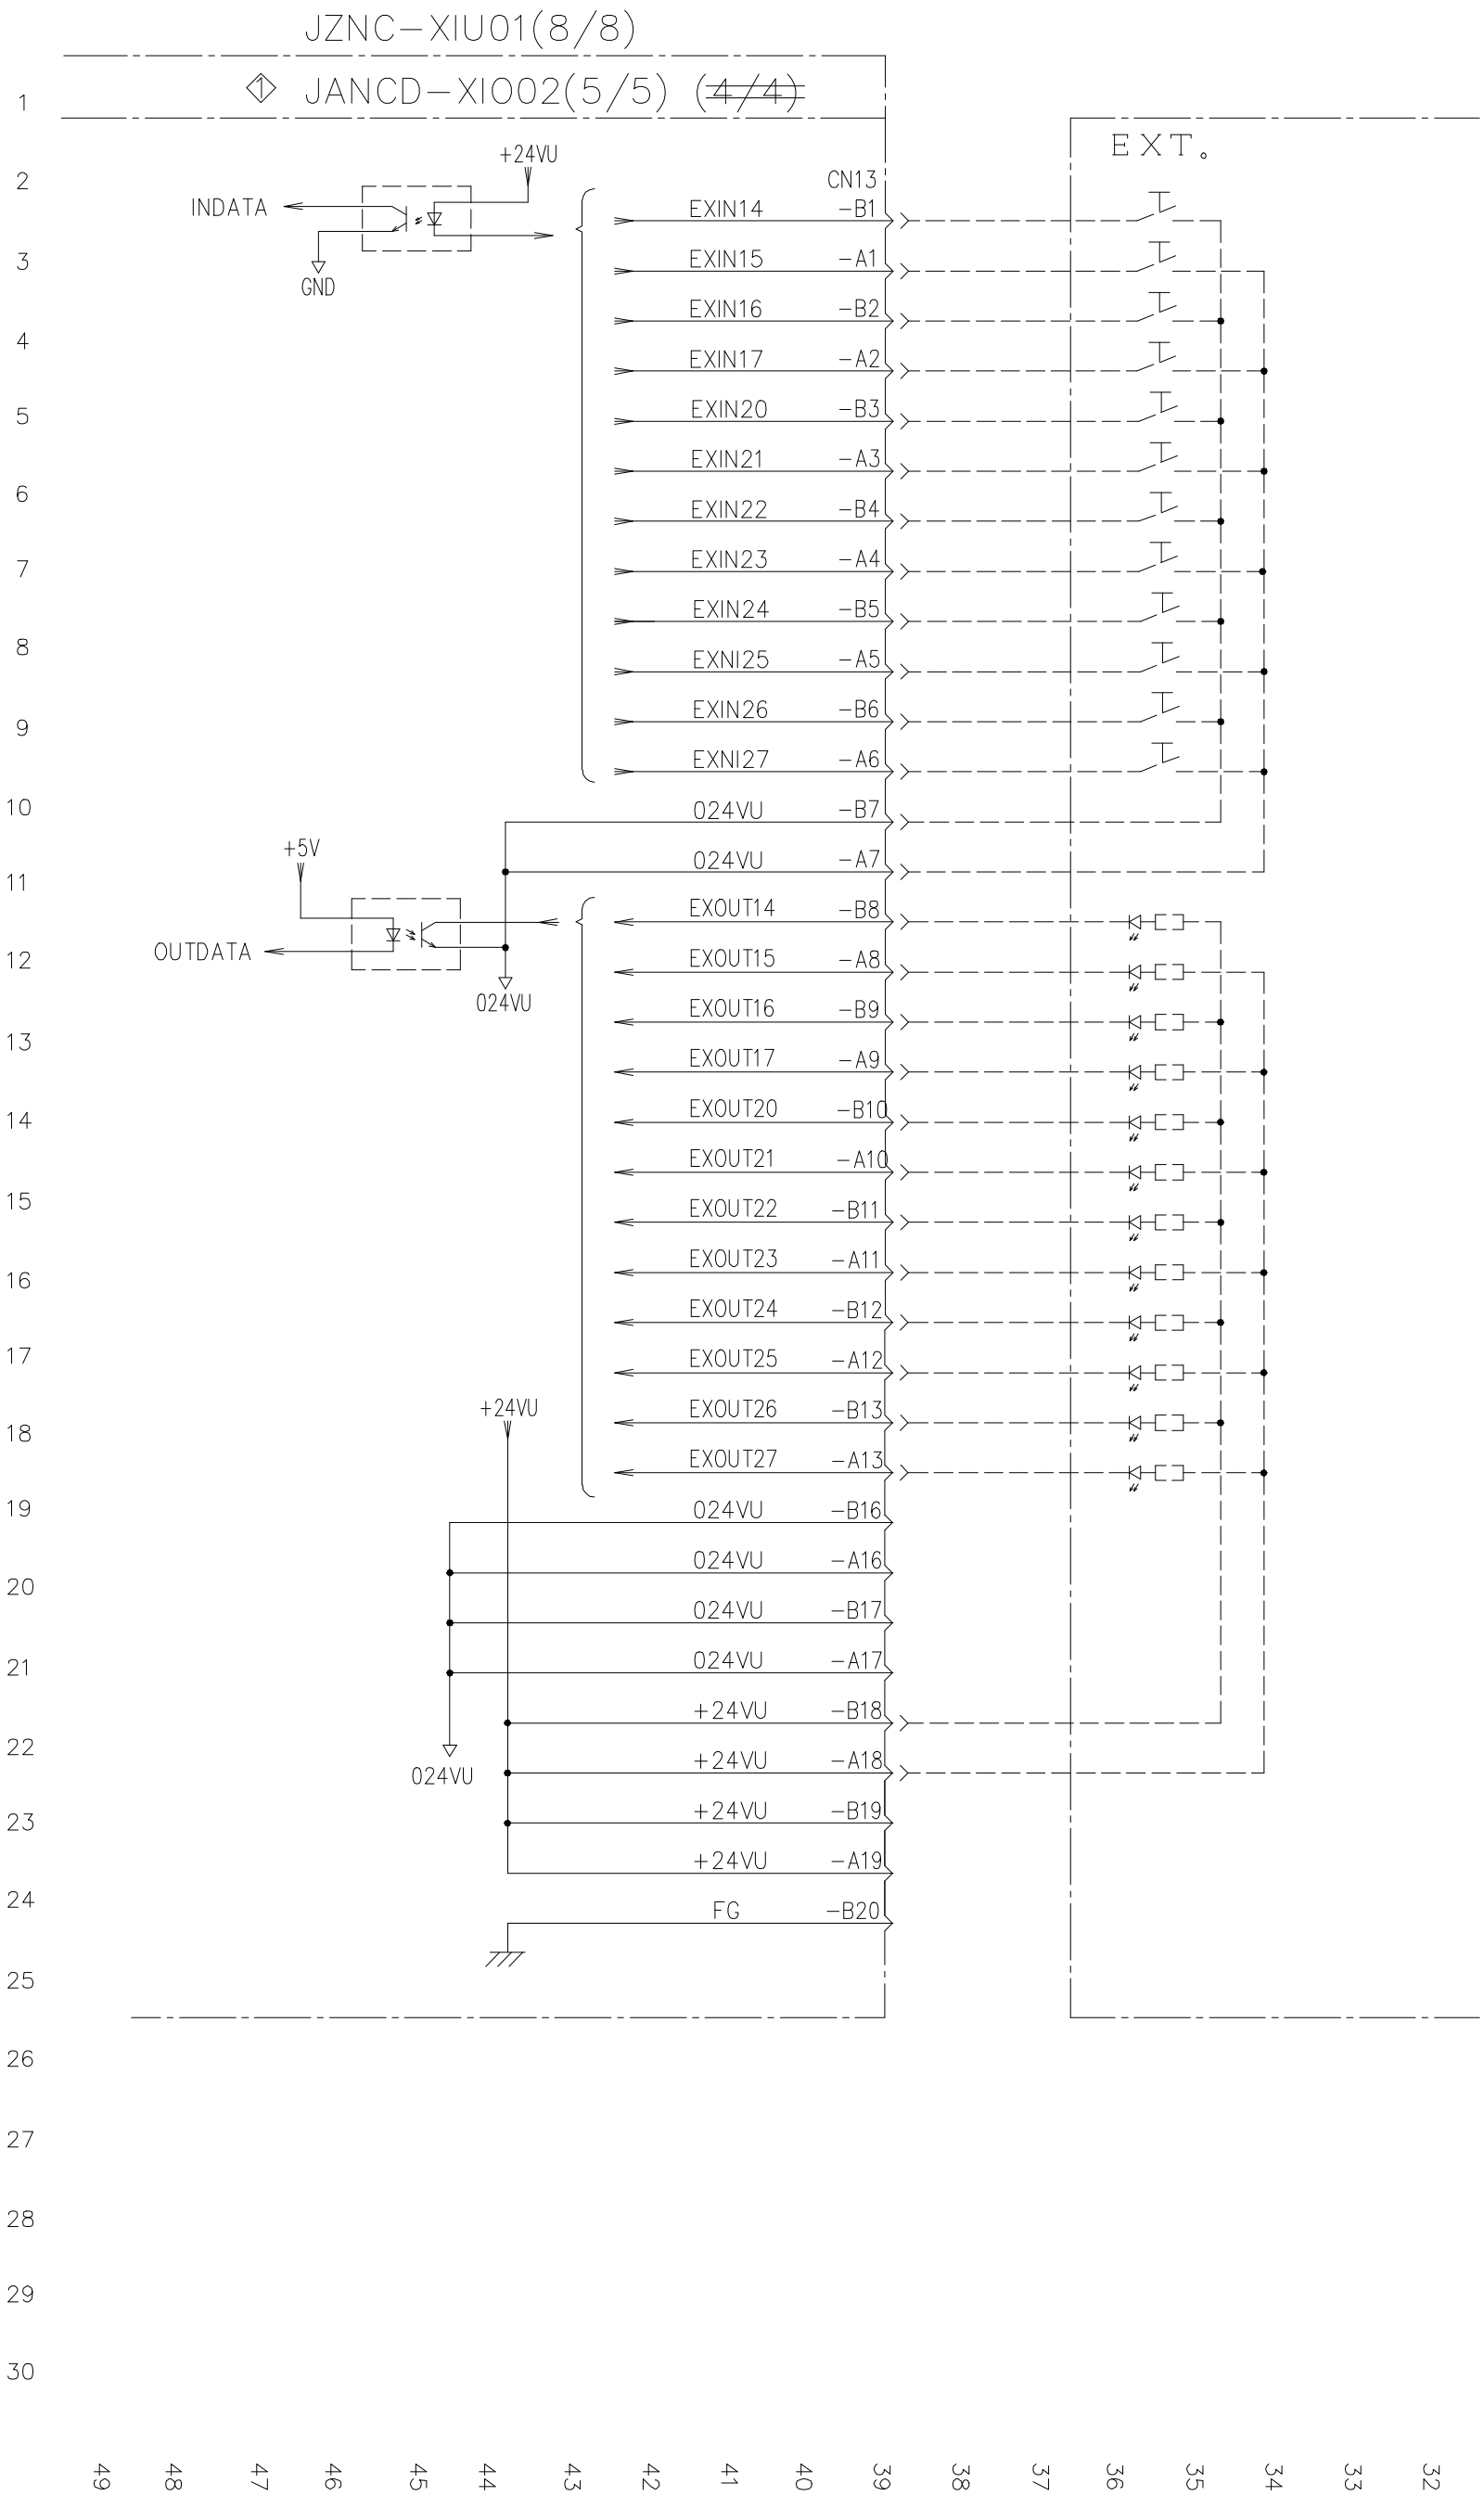 JZNC-XIU01(8/8)
1 JANCD-XIO02(5/5) (4/4)
1
EXT.
+24VU
2
CN13
INDATA
EXIN14 -B1
3
EXIN15 -A1
GND
EXIN16 -B2
4
EXIN17 -A2
5
EXIN20 -B3
EXIN21 -A3
6
EXIN22 -B4
7
EXIN23 -A4
EXIN24 -B5
8
EXNI25 -A5
EXIN26 -B6
9
EXNI27 -A6
10
024VU -B7
+5V
024VU -A7
11
EXOUT14 -B8
OUTDATA
12
EXOUT15 -A8
024VU
EXOUT16 -B9
13
EXOUT17 -A9
14
EXOUT20 -B10
EXOUT21 -A10
15
EXOUT22 -B11
EXOUT23 -A11
16
EXOUT24 -B12
17
EXOUT25 -A12
+24VU
EXOUT26 -B13
18
EXOUT27 -A13
19
024VU -B16
024VU -A16
20
024VU -B17
21
024VU -A17
+24VU -B18
22
024VU
+24VU -A18
+24VU -B19
23
+24VU -A19
24
FG -B20
25
26
27
28
29
30
49 48 47 46 45 44 43 42 41 40 39 38 37 36 35 34 33 32